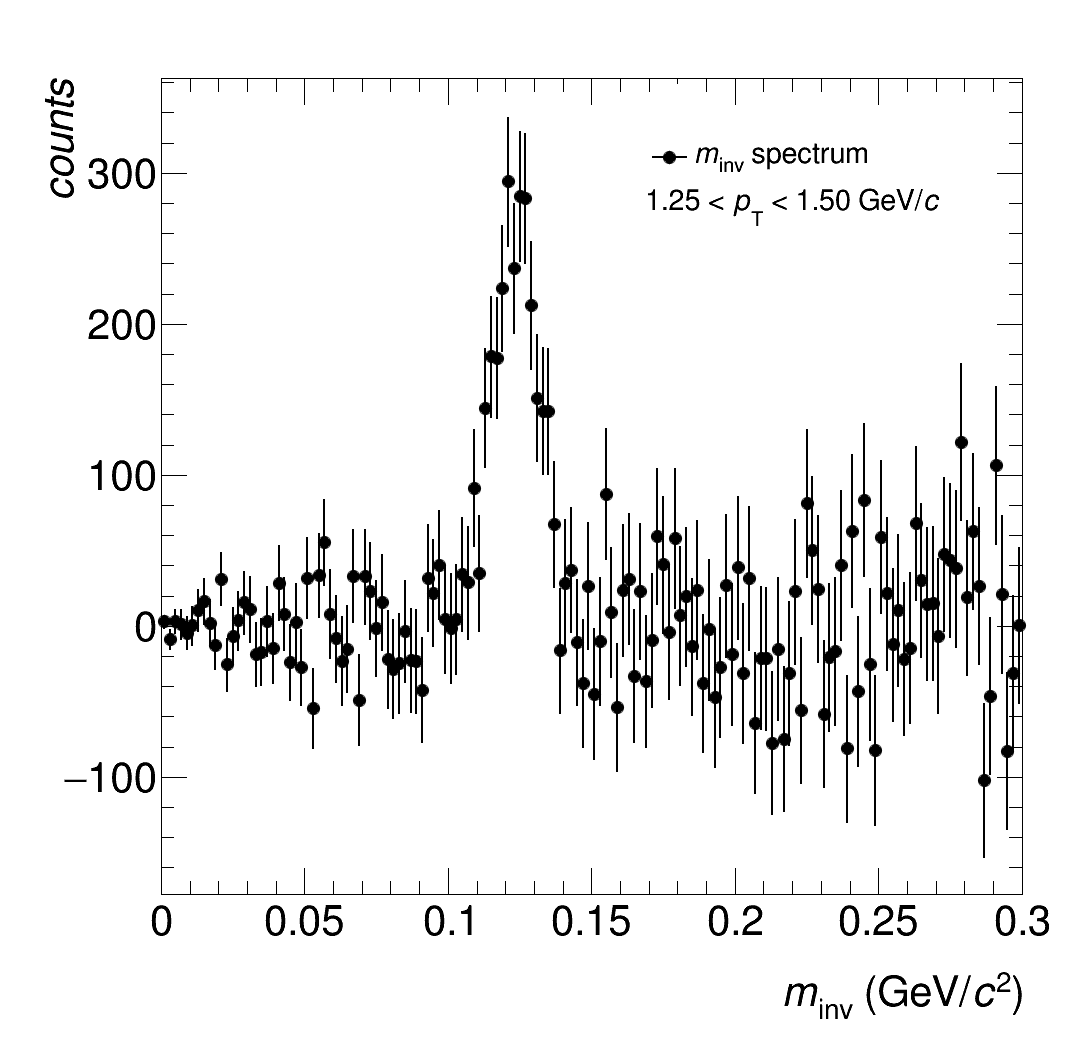 counts
300
200
100
0
−100
m_inv spectrum
1.25 < p_T < 1.50 GeV/c
0 0.05 0.1 0.15 0.2 0.25 0.3
m_inv (GeV/c²)